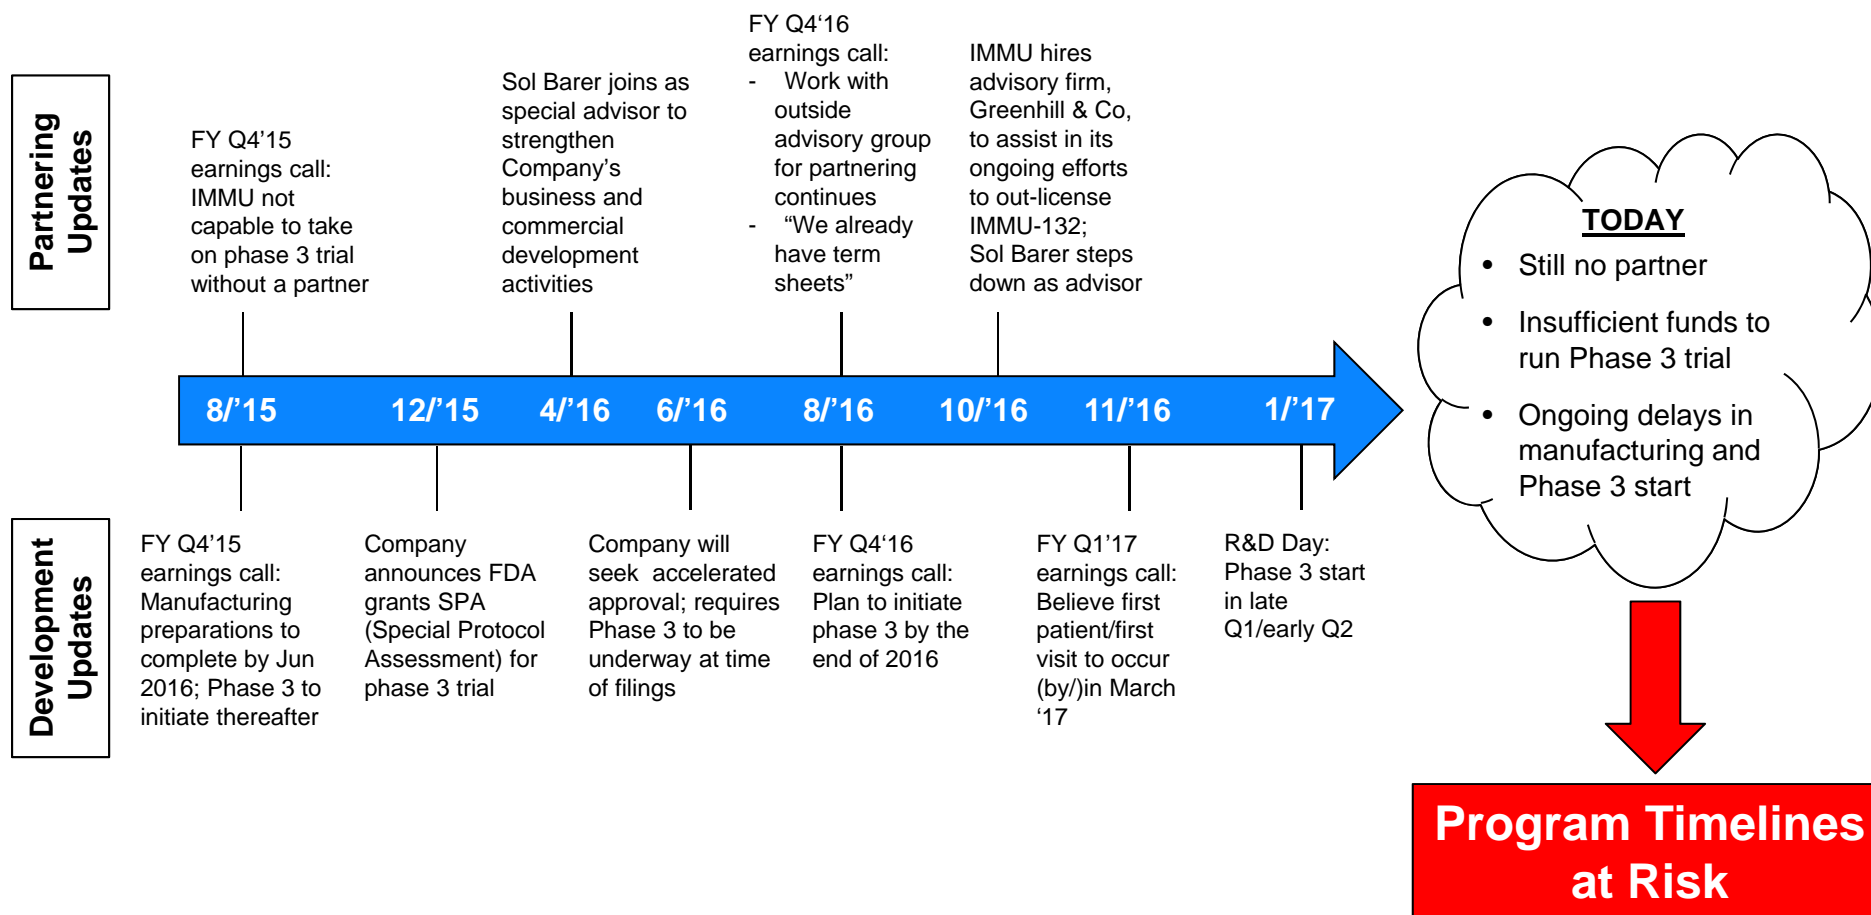 Partnering
Updates
FY Q4'15
earnings call:
IMMU not
capable to take
on phase 3 trial
without a partner
Sol Barer joins as
special advisor to
strengthen
Company’s
business and
commercial
development
activities
FY Q4‘16
earnings call:
- Work with
outside
advisory group
for partnering
continues
- “We already
have term
sheets”
IMMU hires
advisory firm,
Greenhill & Co,
to assist in its
ongoing efforts
to out-license
IMMU-132;
Sol Barer steps
down as advisor
8/’15
12/’15
4/’16
6/’16
8/’16
10/’16
11/’16
1/’17
Development
Updates
FY Q4’15
earnings call:
Manufacturing
preparations to
complete by Jun
2016; Phase 3 to
initiate thereafter
Company
announces FDA
grants SPA
(Special Protocol
Assessment) for
phase 3 trial
Company will
seek accelerated
approval; requires
Phase 3 to be
underway at time
of filings
FY Q4‘16
earnings call:
Plan to initiate
phase 3 by the
end of 2016
FY Q1’17
earnings call:
Believe first
patient/first
visit to occur
(by/)in March
‘17
R&D Day:
Phase 3 start
in late
Q1/early Q2
TODAY
• Still no partner
• Insufficient funds to
run Phase 3 trial
• Ongoing delays in
manufacturing and
Phase 3 start
Program Timelines
at Risk